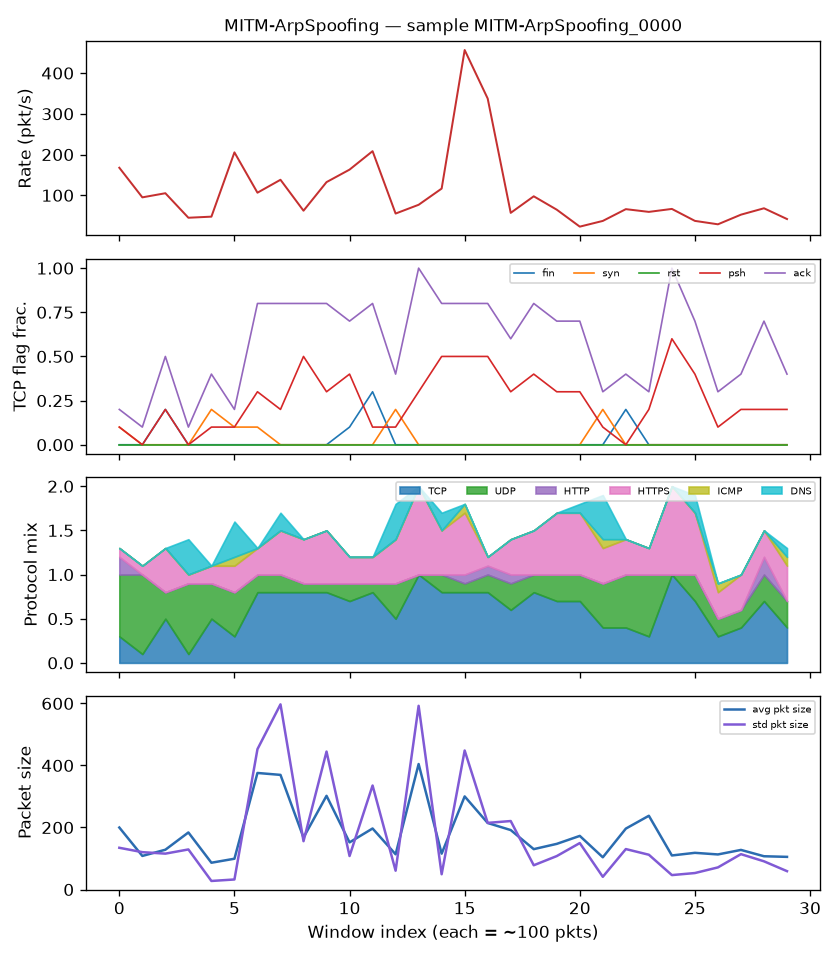 MITM-ArpSpoofing — sample MITM-ArpSpoofing_0000
400
300
200
100
Rate (pkt/s)
1.00
0.75
0.50
0.25
0.00
TCP flag frac.
fin syn rst psh ack
2.0
1.5
1.0
0.5
0.0
Protocol mix
TCP UDP HTTP HTTPS ICMP DNS
600
400
200
0
Packet size
avg pkt size
std pkt size
0 5 10 15 20 25 30
Window index (each = ~100 pkts)